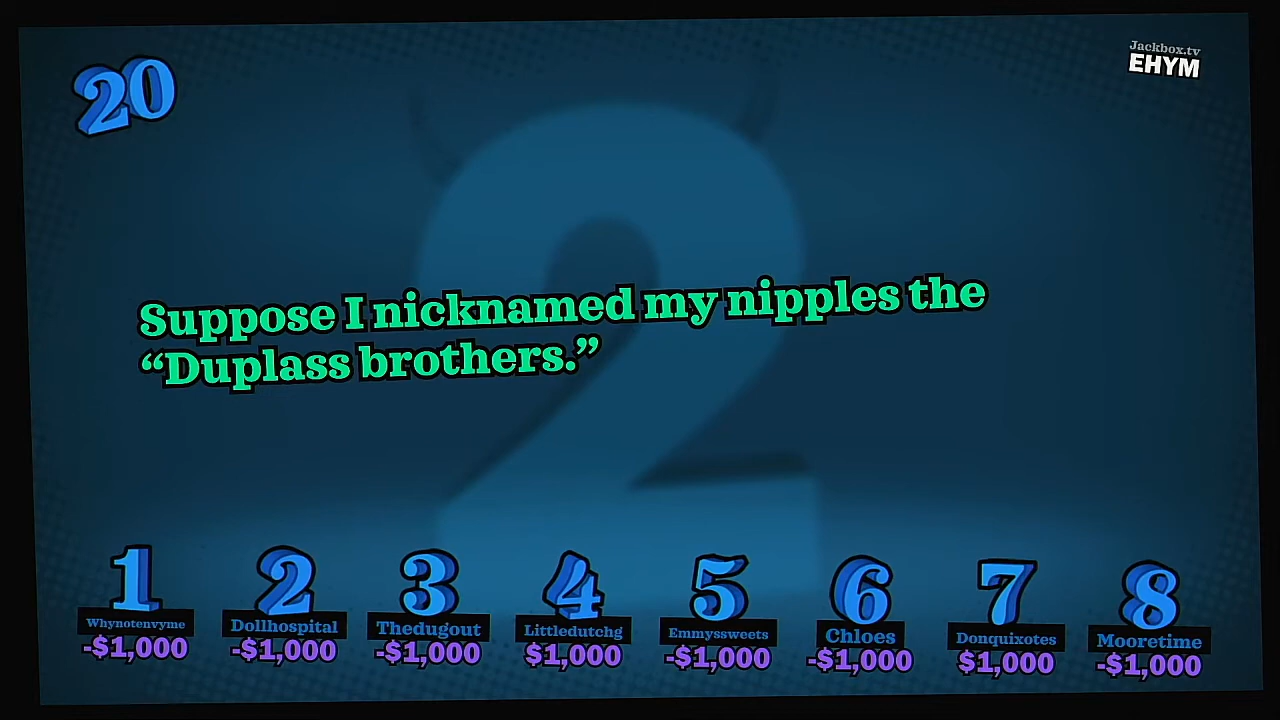 20
Jackbox.tv
EHYM
2
Suppose I nicknamed my nipples the
“Duplass brothers.”
1 2 3 4 5 6 7 8
Whynotenvyme Dollhospital Thedugout Littledutchg Emmyssweets Chloes Donquixotes Mooretime
-$1,000 -$1,000 -$1,000 $1,000 -$1,000 -$1,000 $1,000 -$1,000